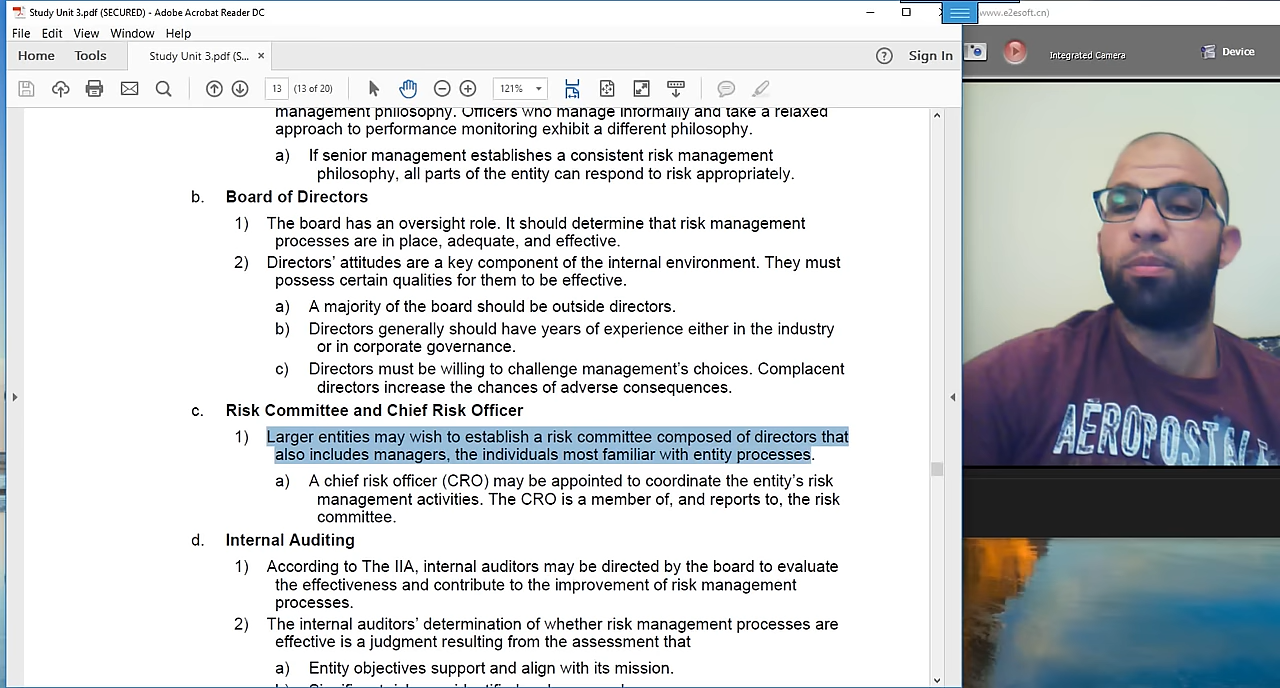 Study Unit 3.pdf (SECURED) - Adobe Acrobat Reader DC
www.e2esoft.cn)
File Edit View Window Help
Home Tools Study Unit 3.pdf (S... × Sign In
Integrated Camera Device
13 (13 of 20) 121%
management philosophy. Officers who manage informally and take a relaxed
approach to performance monitoring exhibit a different philosophy.
a) If senior management establishes a consistent risk management
philosophy, all parts of the entity can respond to risk appropriately.
b. Board of Directors
1) The board has an oversight role. It should determine that risk management
processes are in place, adequate, and effective.
2) Directors' attitudes are a key component of the internal environment. They must
possess certain qualities for them to be effective.
a) A majority of the board should be outside directors.
b) Directors generally should have years of experience either in the industry
or in corporate governance.
c) Directors must be willing to challenge management's choices. Complacent
directors increase the chances of adverse consequences.
c. Risk Committee and Chief Risk Officer
1) Larger entities may wish to establish a risk committee composed of directors that
also includes managers, the individuals most familiar with entity processes.
a) A chief risk officer (CRO) may be appointed to coordinate the entity's risk
management activities. The CRO is a member of, and reports to, the risk
committee.
d. Internal Auditing
1) According to The IIA, internal auditors may be directed by the board to evaluate
the effectiveness and contribute to the improvement of risk management
processes.
2) The internal auditors' determination of whether risk management processes are
effective is a judgment resulting from the assessment that
a) Entity objectives support and align with its mission.
AÉROPOSTAL